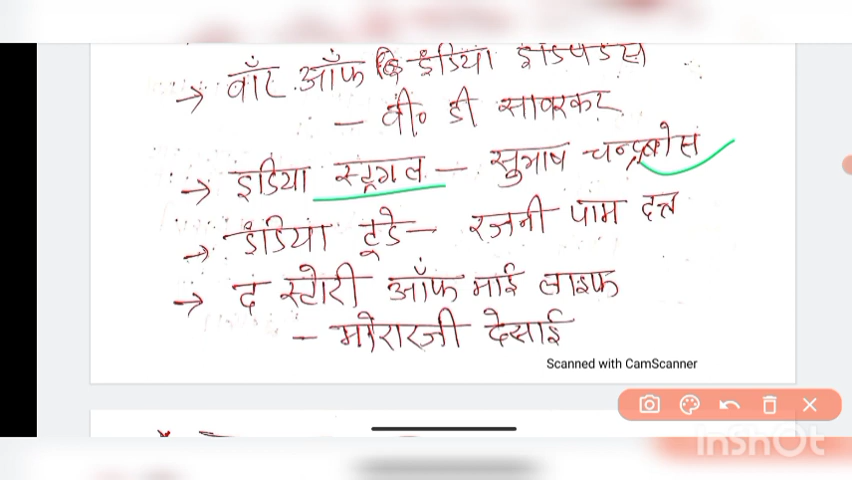 → वॉर ऑफ दि इंडिया इंडिपेंडेंस
– वी० डी सावरकर
→ इंडिया स्ट्रगल – सुभाष चन्द्र बोस
→ इंडिया टूडे – रजनी पाम दत्त
→ द स्टोरी ऑफ माई लाइफ
– मोरारजी देसाई
Scanned with CamScanner
InShOt